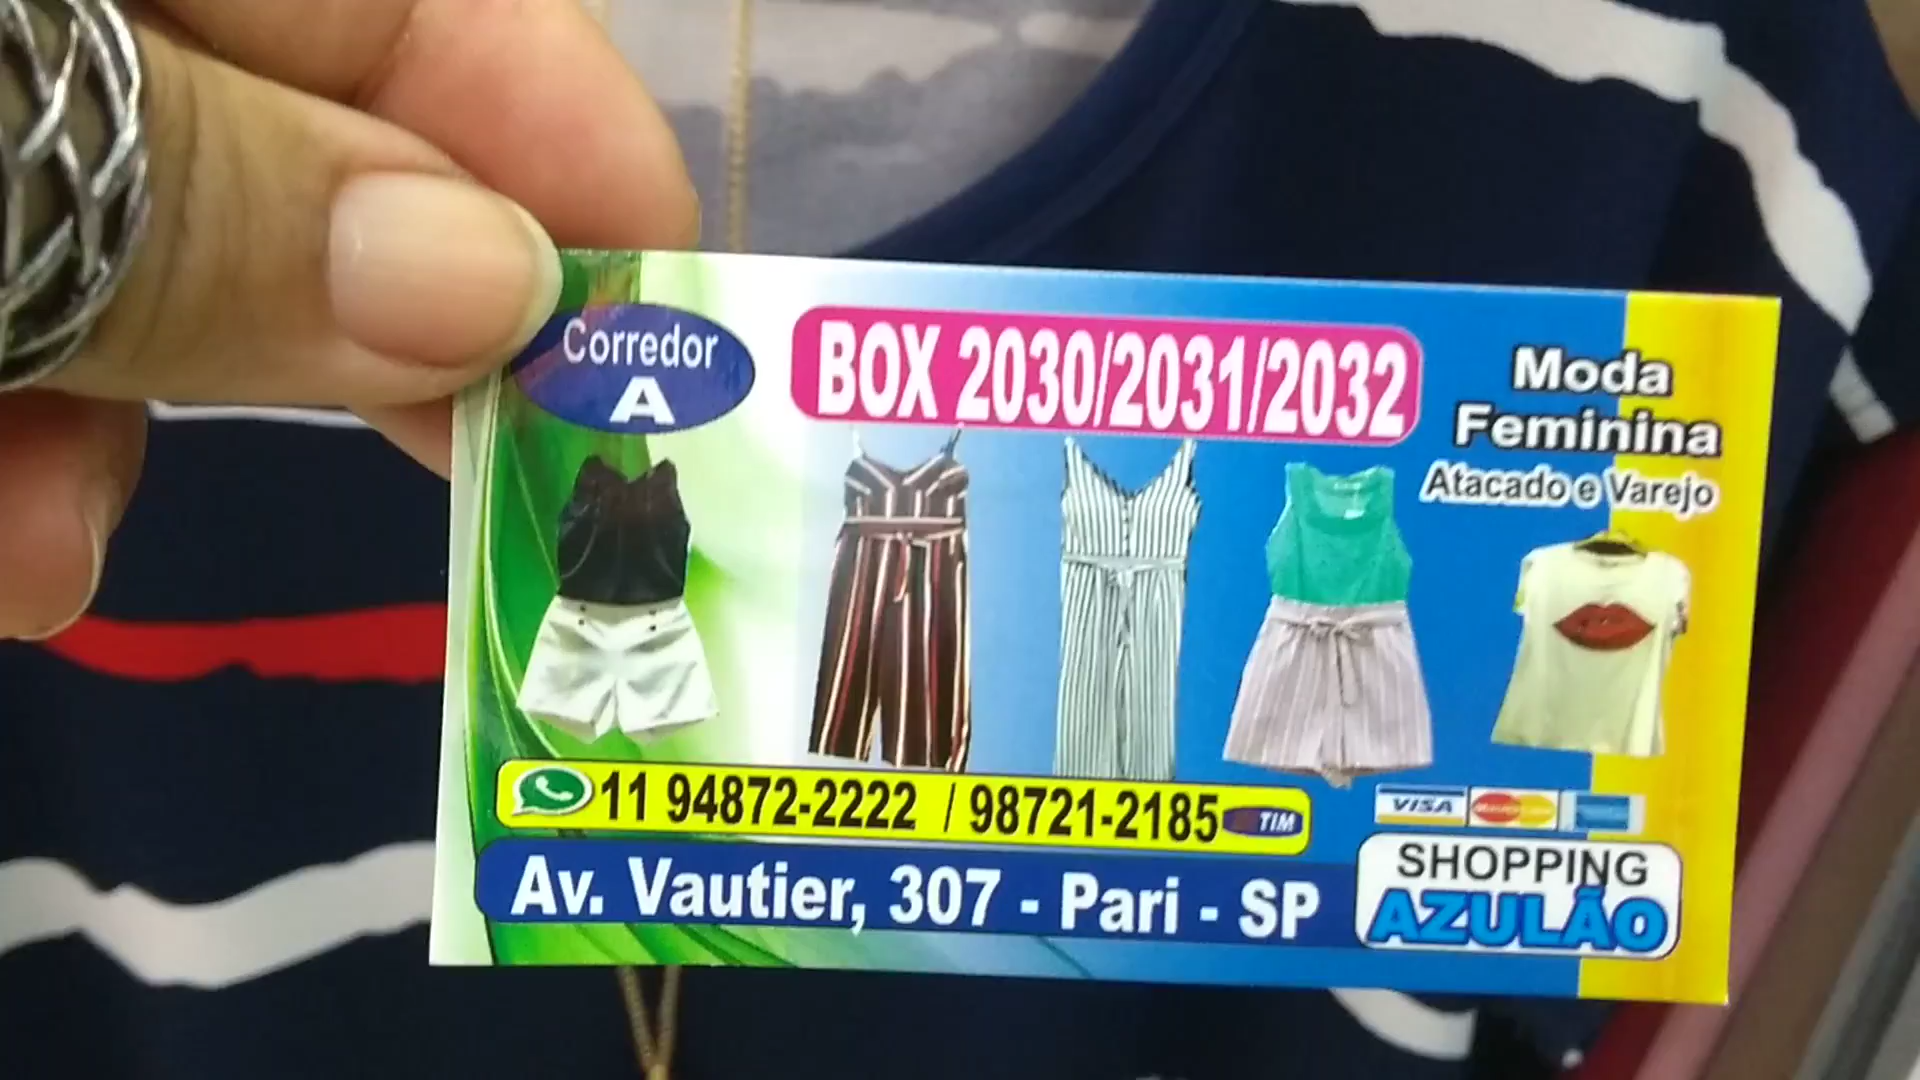 Corredor
A
BOX 2030/2031/2032
Moda
Feminina
Atacado e Varejo
11 94872-2222 / 98721-2185 TIM
VISA MasterCard
Av. Vautier, 307 - Pari - SP
SHOPPING
AZULÃO